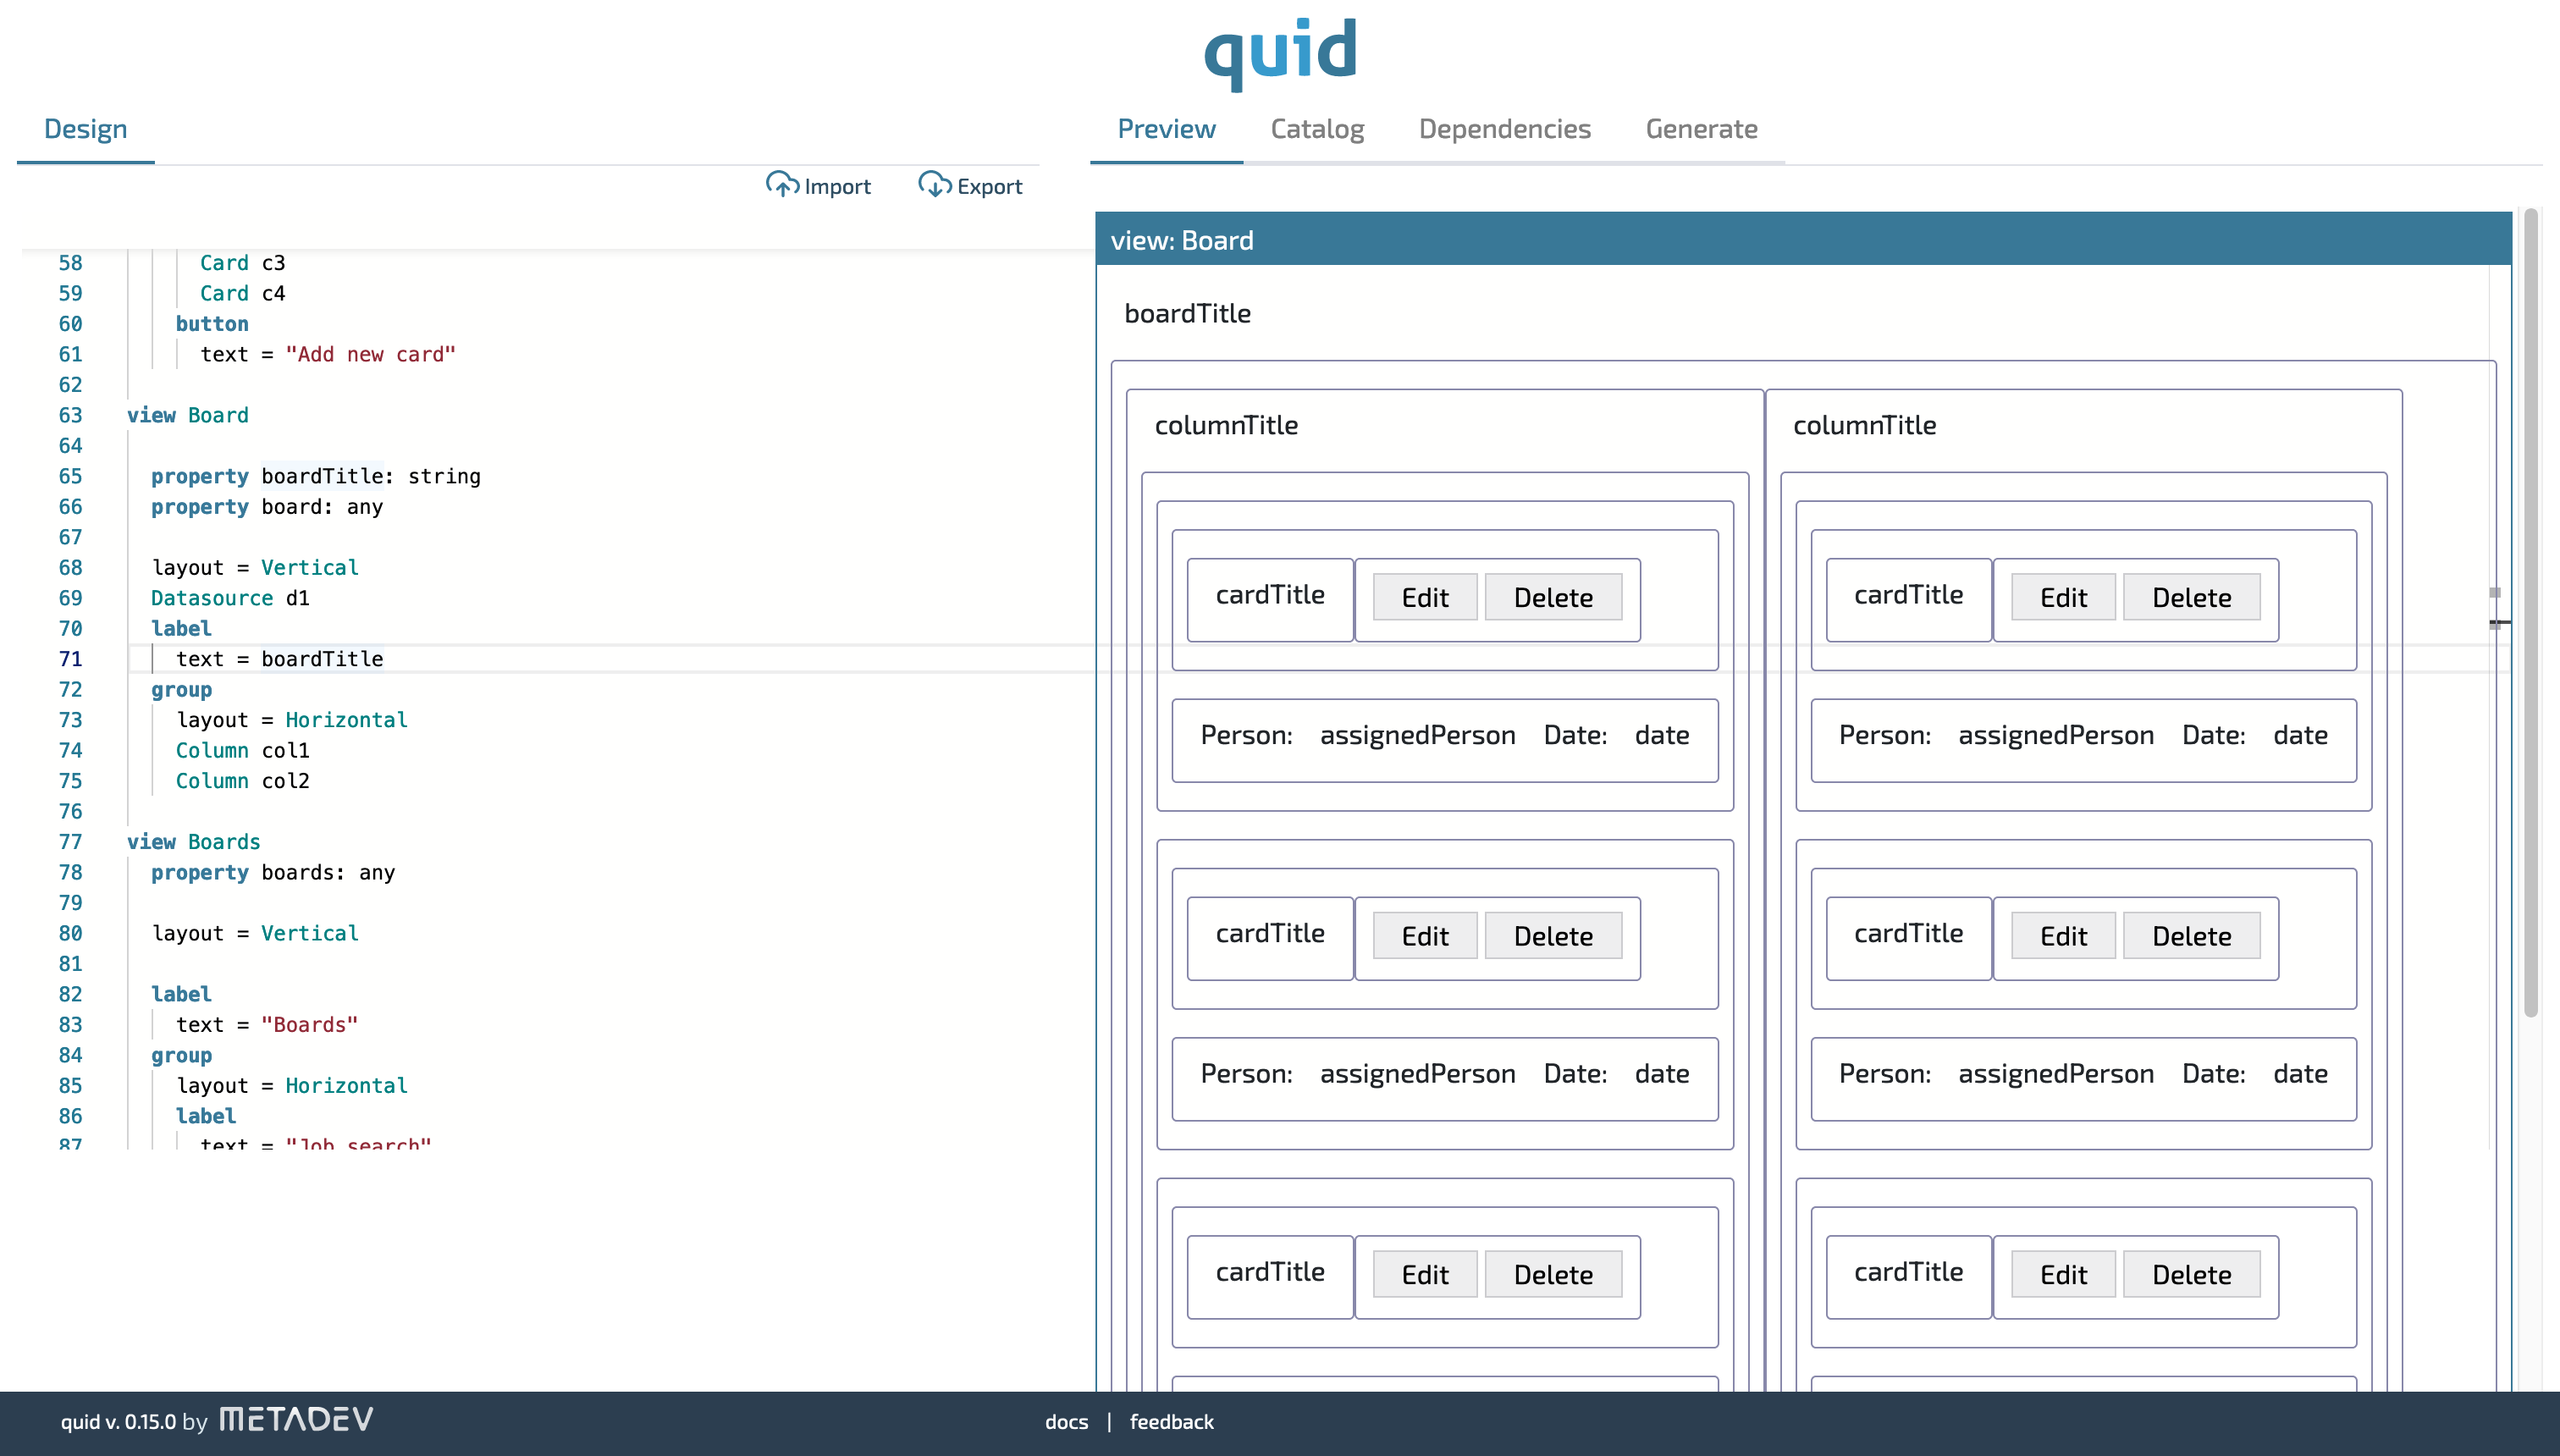 quid
Design
Import
Export
58 Card c3
59 Card c4
60 button
61 text = "Add new card"
62
63 view Board
64
65 property boardTitle: string
66 property board: any
67
68 layout = Vertical
69 Datasource d1
70 label
71 text = boardTitle
72 group
73 layout = Horizontal
74 Column col1
75 Column col2
76
77 view Boards
78 property boards: any
79
80 layout = Vertical
81
82 label
83 text = "Boards"
84 group
85 layout = Horizontal
86 label
87 text = "Job search"
Preview Catalog Dependencies Generate
view: Board
boardTitle
columnTitle
cardTitle Edit Delete
Person: assignedPerson Date: date
cardTitle Edit Delete
Person: assignedPerson Date: date
cardTitle Edit Delete
columnTitle
cardTitle Edit Delete
Person: assignedPerson Date: date
cardTitle Edit Delete
Person: assignedPerson Date: date
cardTitle Edit Delete
quid v. 0.15.0 by METADEV
docs | feedback